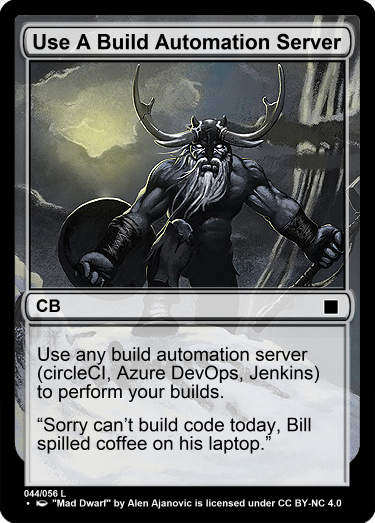 Use A Build Automation Server
CB
Use any build automation server
(circleCI, Azure DevOps, Jenkins)
to perform your builds.
“Sorry can’t build code today, Bill
spilled coffee on his laptop.”
044/056 L
• "Mad Dwarf" by Alen Ajanovic is licensed under CC BY-NC 4.0